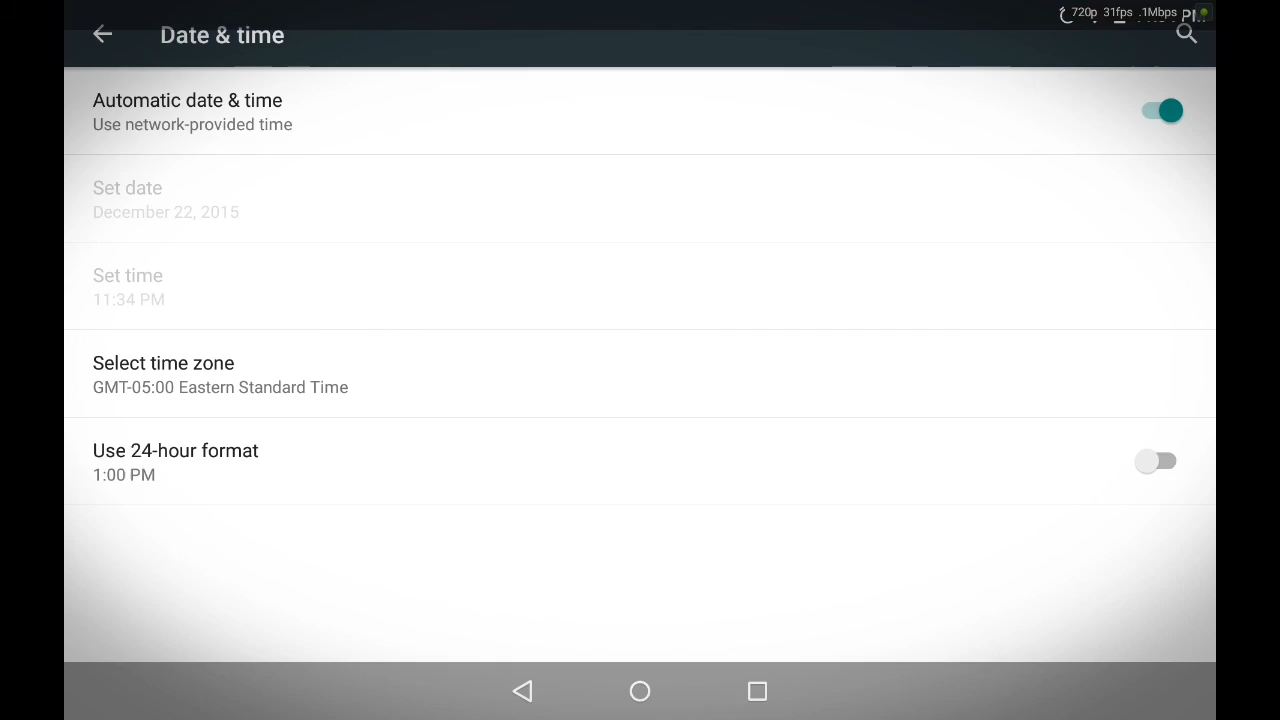 720p 31fps .1Mbps PM
Date & time
Automatic date & time
Use network-provided time
Set date
December 22, 2015
Set time
11:34 PM
Select time zone
GMT-05:00 Eastern Standard Time
Use 24-hour format
1:00 PM